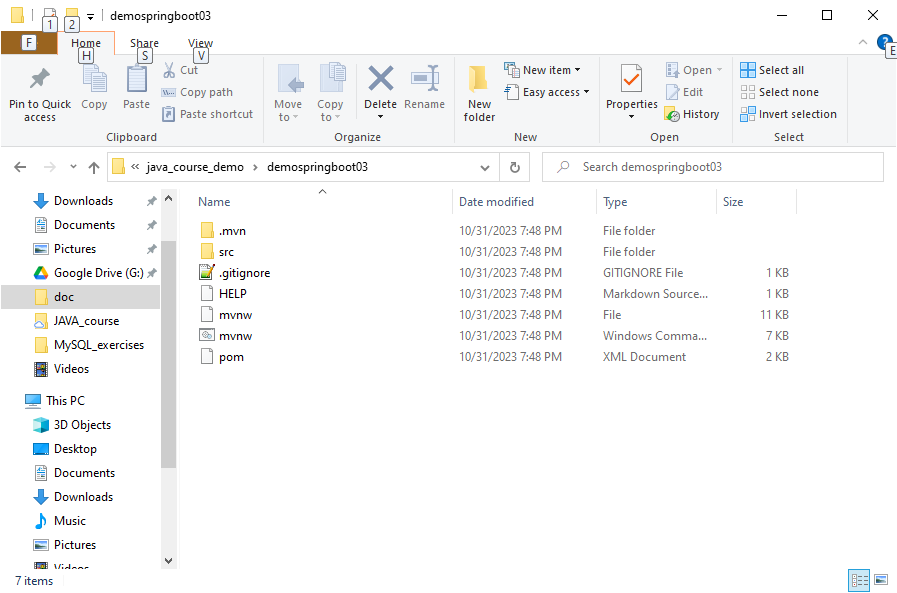 1 2 demospringboot03
F Home Share View ?
H S V E
Pin to Quick access
Copy
Paste
Cut
Copy path
Paste shortcut
Clipboard
Move to
Copy to
Delete
Rename
Organize
New folder
New item
Easy access
New
Properties
Open
Edit
History
Open
Select all
Select none
Invert selection
Select
« java_course_demo › demospringboot03
Search demospringboot03
Downloads
Documents
Pictures
Google Drive (G:)
doc
JAVA_course
MySQL_exercises
Videos
This PC
3D Objects
Desktop
Documents
Downloads
Music
Pictures
Videos
Name Date modified Type Size
.mvn 10/31/2023 7:48 PM File folder
src 10/31/2023 7:48 PM File folder
.gitignore 10/31/2023 7:48 PM GITIGNORE File 1 KB
HELP 10/31/2023 7:48 PM Markdown Source... 1 KB
mvnw 10/31/2023 7:48 PM File 11 KB
mvnw 10/31/2023 7:48 PM Windows Comma... 7 KB
pom 10/31/2023 7:48 PM XML Document 2 KB
7 items